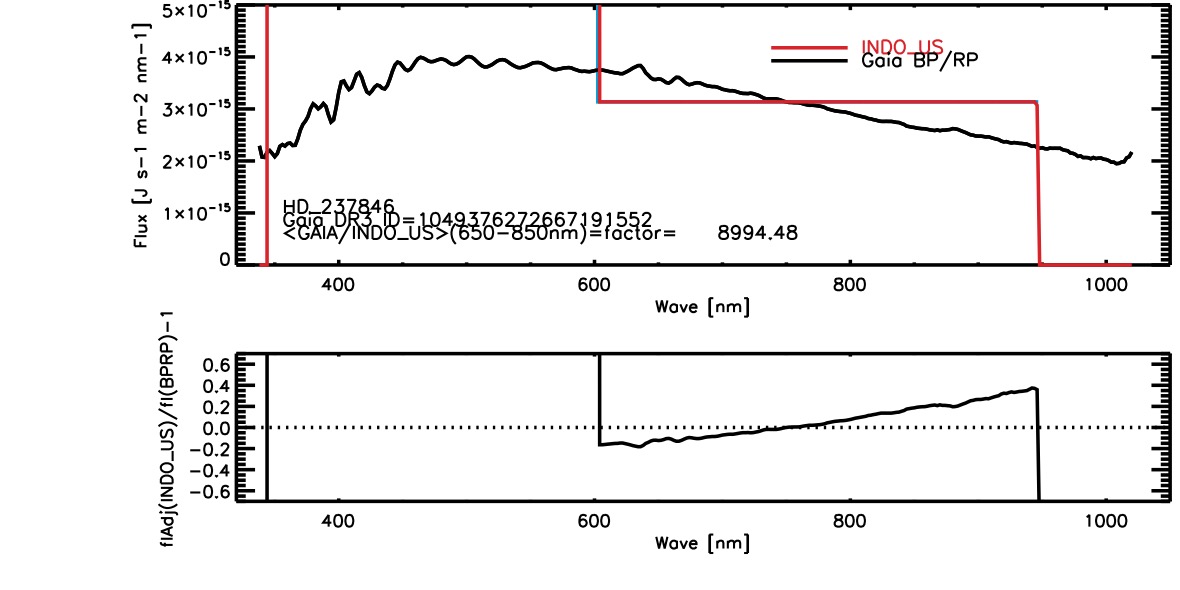 5×10⁻¹⁵
4×10⁻¹⁵
3×10⁻¹⁵
2×10⁻¹⁵
1×10⁻¹⁵
0
Flux [J s−1 m−2 nm−1]
INDO_US
Gaia BP/RP
HD_237846
Gaia DR3 ID=1049376272667191552
<GAIA/INDO_US>(650−850nm)=factor= 8994.48
400 600 800 1000
Wave [nm]
flAdj(INDO_US)/fl(BPRP)−1
0.6
0.4
0.2
0.0
−0.2
−0.4
−0.6
400 600 800 1000
Wave [nm]